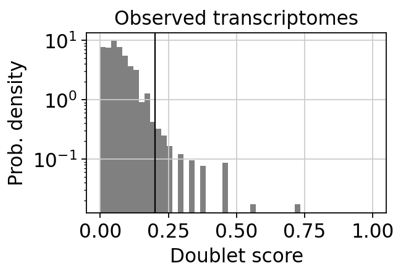 Observed transcriptomes
Prob. density
10¹
10⁰
10⁻¹
0.00 0.25 0.50 0.75 1.00
Doublet score